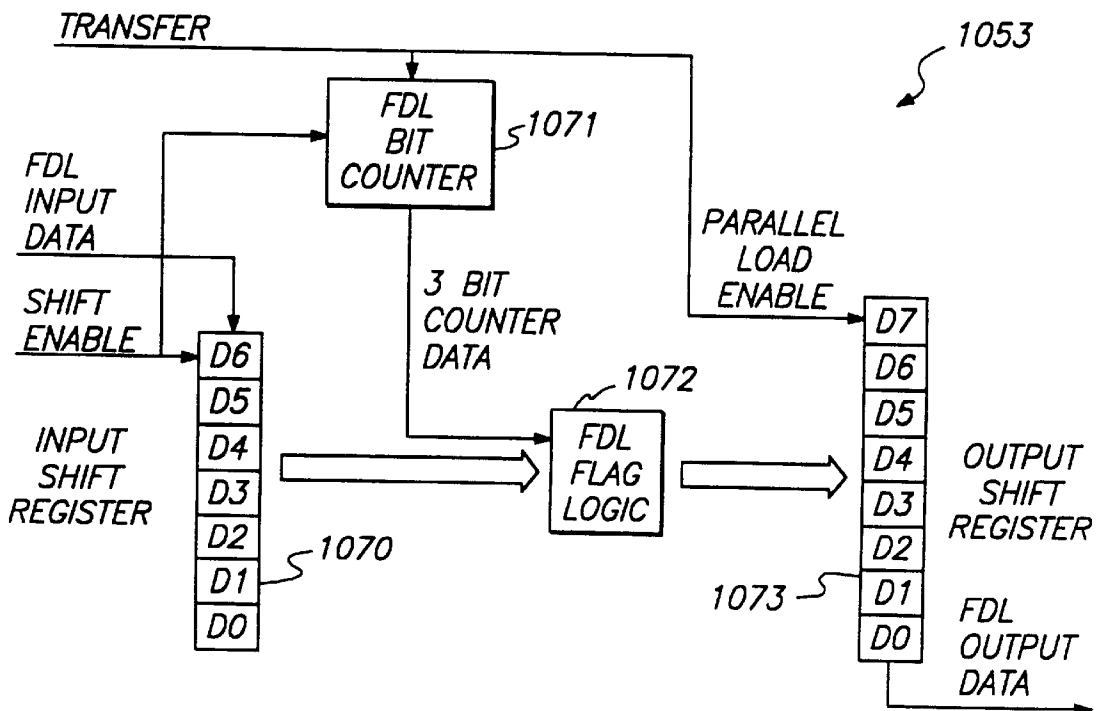 TRANSFER
1053
FDL
BIT
COUNTER
1071
FDL
INPUT
DATA
SHIFT
ENABLE
3 BIT
COUNTER
DATA
PARALLEL
LOAD
ENABLE
D6
D5
D4
D3
D2
D1
D0
INPUT
SHIFT
REGISTER
1070
1072
FDL
FLAG
LOGIC
D7
D6
D5
D4
D3
D2
D1
D0
OUTPUT
SHIFT
REGISTER
1073
FDL
OUTPUT
DATA